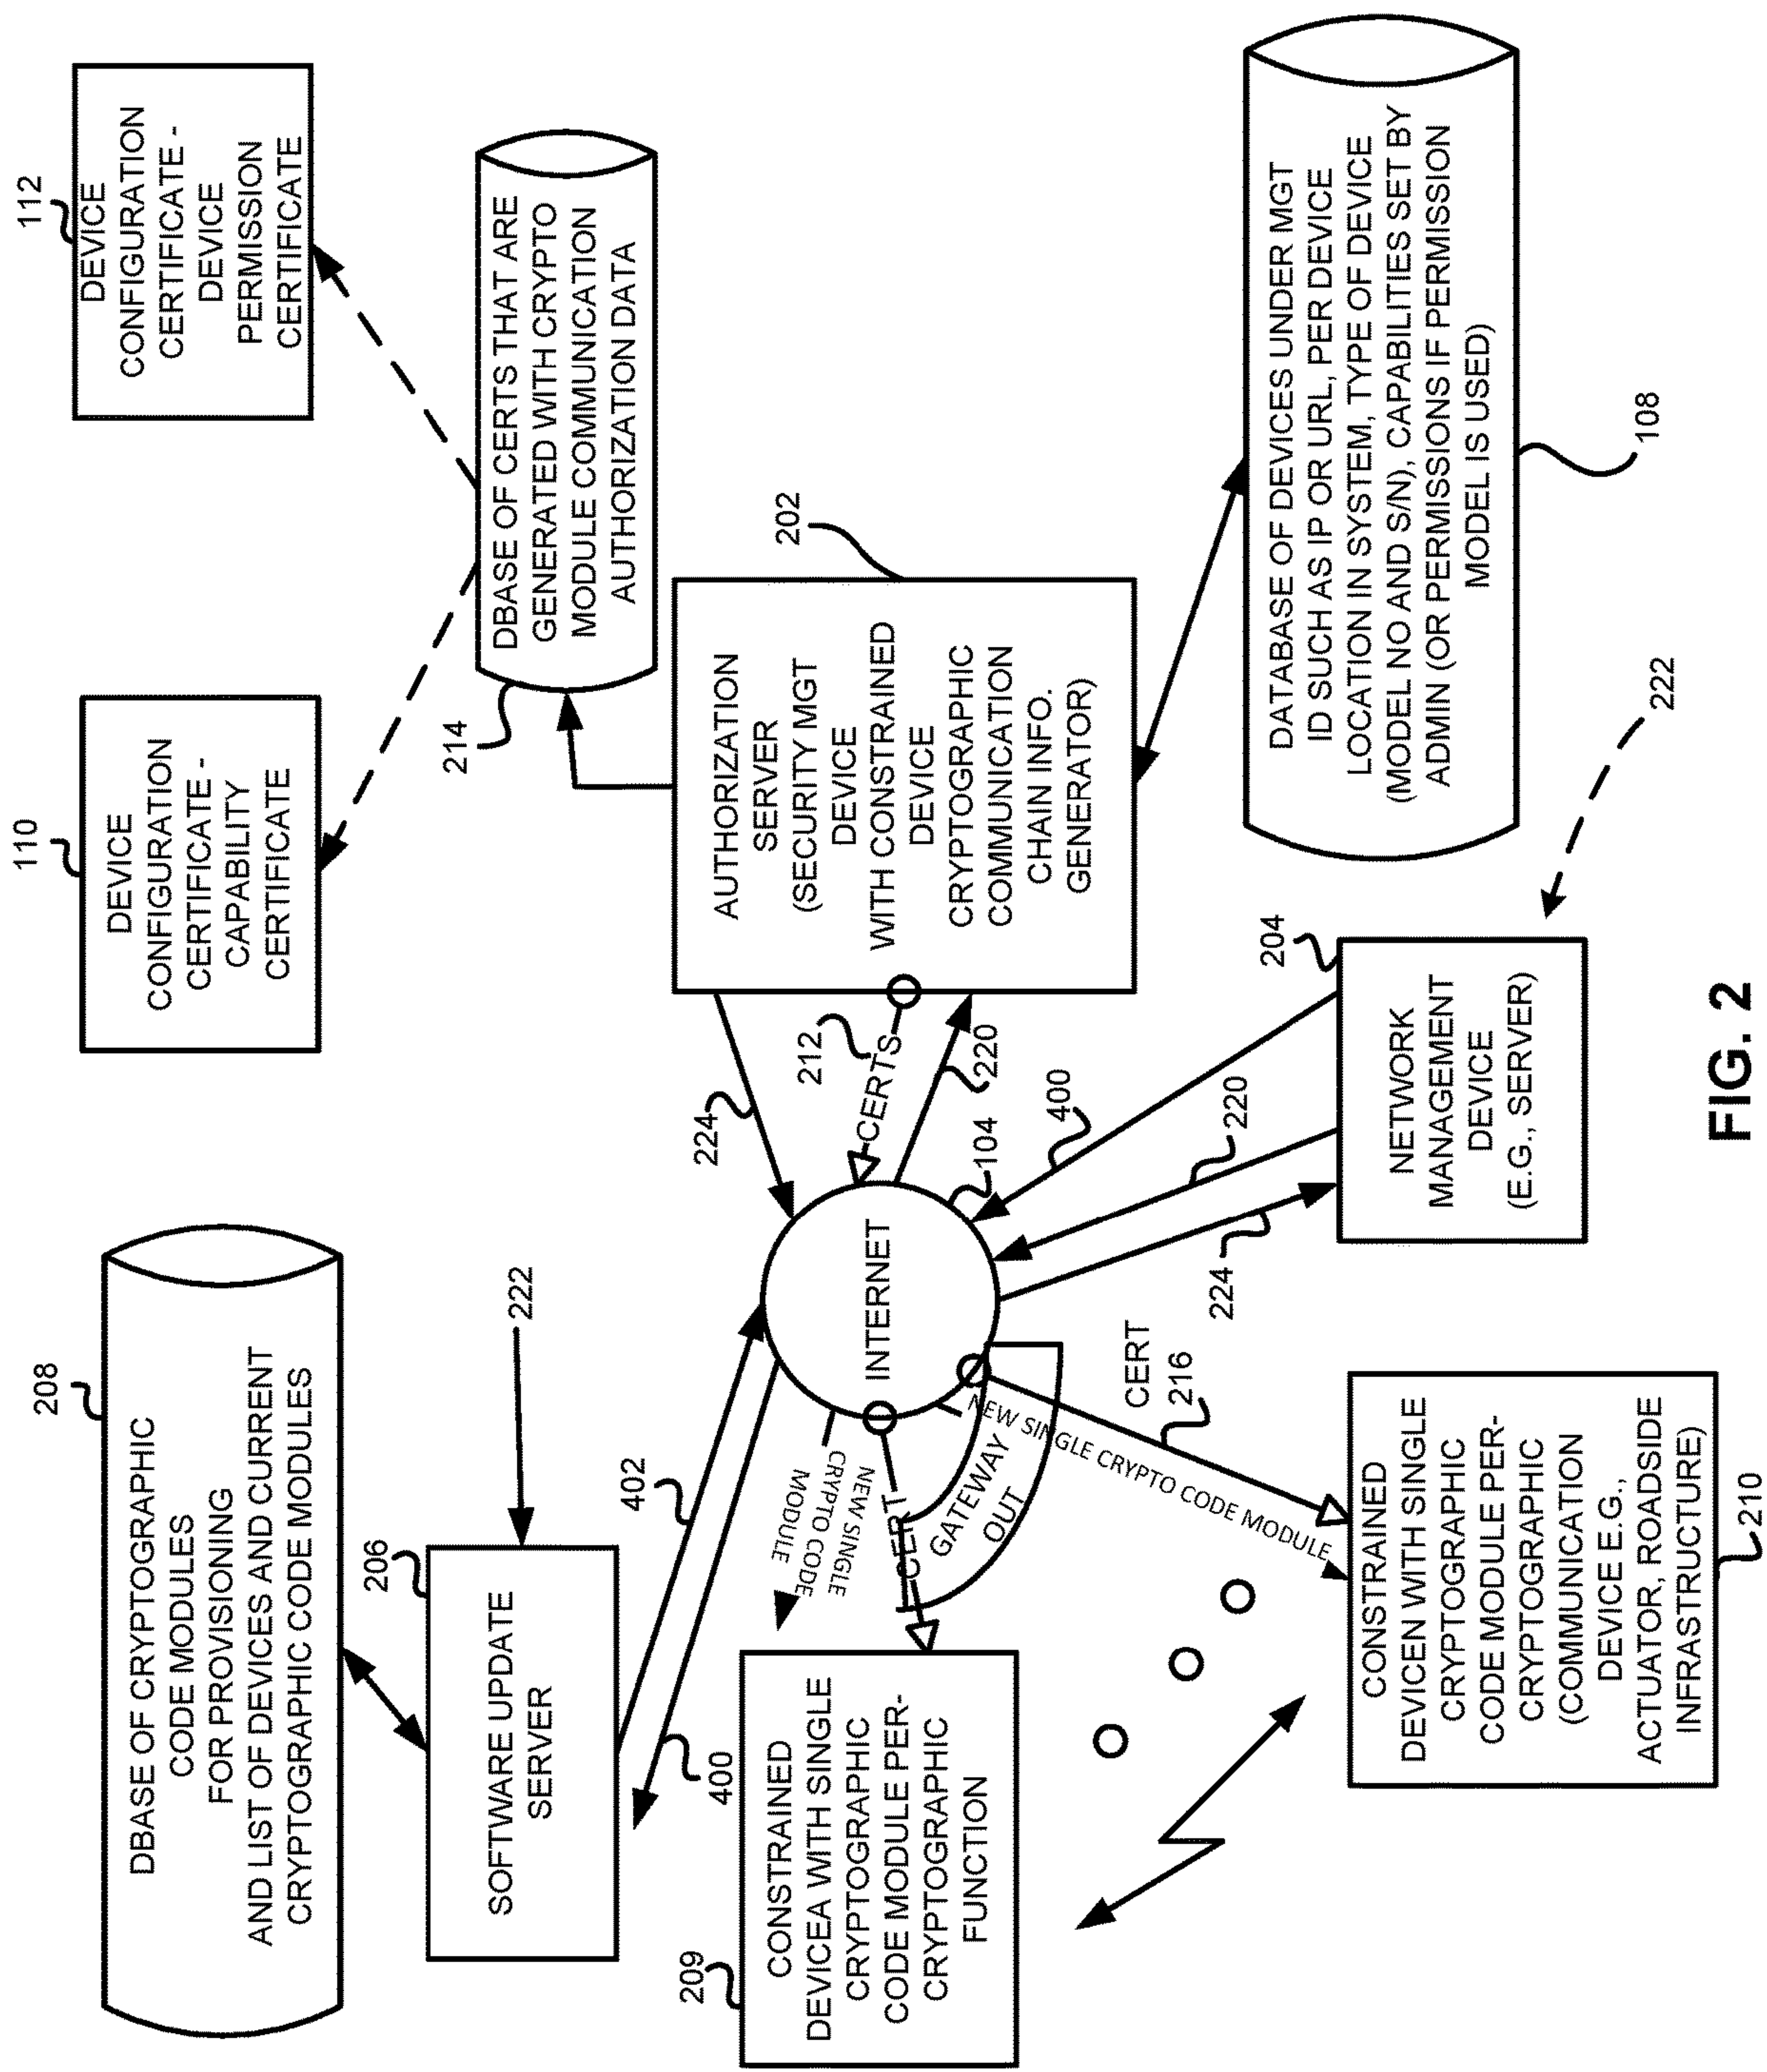 208
DBASE OF CRYPTOGRAPHIC
CODE MODULES
FOR PROVISIONING
AND LIST OF DEVICES AND CURRENT
CRYPTOGRAPHIC CODE MODULES
110
DEVICE
CONFIGURATION
CERTIFICATE -
CAPABILITY
CERTIFICATE
112
DEVICE
CONFIGURATION
CERTIFICATE -
DEVICE
PERMISSION
CERTIFICATE
206
SOFTWARE UPDATE
SERVER
222
214
DBASE OF CERTS THAT ARE
GENERATED WITH CRYPTO
MODULE COMMUNICATION
AUTHORIZATION DATA
402
400
224
212
CERTS
220
202
AUTHORIZATION
SERVER
(SECURITY MGT
DEVICE
WITH CONSTRAINED
DEVICE
CRYPTOGRAPHIC
COMMUNICATION
CHAIN INFO.
GENERATOR)
INTERNET
104
NEW SINGLE
CRYPTO CODE
MODULE
CERT
GATEWAY
OUT
NEW SINGLE CRYPTO CODE MODULE
CERT
216
400
220
224
209
CONSTRAINED
DEVICEA WITH SINGLE
CRYPTOGRAPHIC
CODE MODULE PER-
CRYPTOGRAPHIC
FUNCTION
210
CONSTRAINED
DEVICEN WITH SINGLE
CRYPTOGRAPHIC
CODE MODULE PER-
CRYPTOGRAPHIC
(COMMUNICATION
DEVICE E.G.,
ACTUATOR, ROADSIDE
INFRASTRUCTURE)
204
NETWORK
MANAGEMENT
DEVICE
(E.G., SERVER)
222
DATABASE OF DEVICES UNDER MGT
ID SUCH AS IP OR URL, PER DEVICE
LOCATION IN SYSTEM, TYPE OF DEVICE
(MODEL NO AND S/N), CAPABILITIES SET BY
ADMIN (OR PERMISSIONS IF PERMISSION
MODEL IS USED)
108
FIG. 2